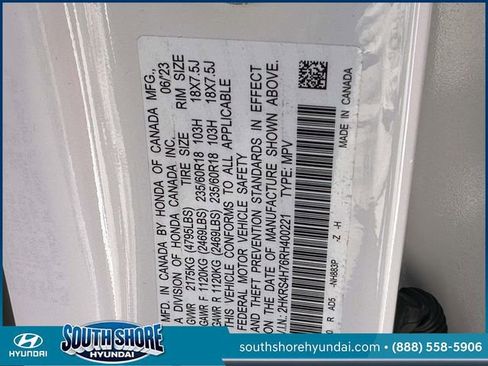 MFD. IN CANADA BY HONDA OF CANADA MFG.,
A DIVISION OF HONDA CANADA INC. 06/23
TIRE SIZE RIM SIZE
GVWR 2175KG (4795LBS)
GAWR F 1120KG (2469LBS) 235/60R18 103H 18X7.5J
GAWR R 1120KG (2469LBS) 235/60R18 103H 18X7.5J
THIS VEHICLE CONFORMS TO ALL APPLICABLE
FEDERAL MOTOR VEHICLE SAFETY
AND THEFT PREVENTION STANDARDS IN EFFECT
ON THE DATE OF MANUFACTURE SHOWN ABOVE.
V.I.N. 2HKRS4H76RH400221 TYPE: MPV
R AD5 -NH883P -Z -H
MADE IN CANADA
HYUNDAI
SOUTH SHORE
HYUNDAI
southshorehyundai.com • (888) 558-5906